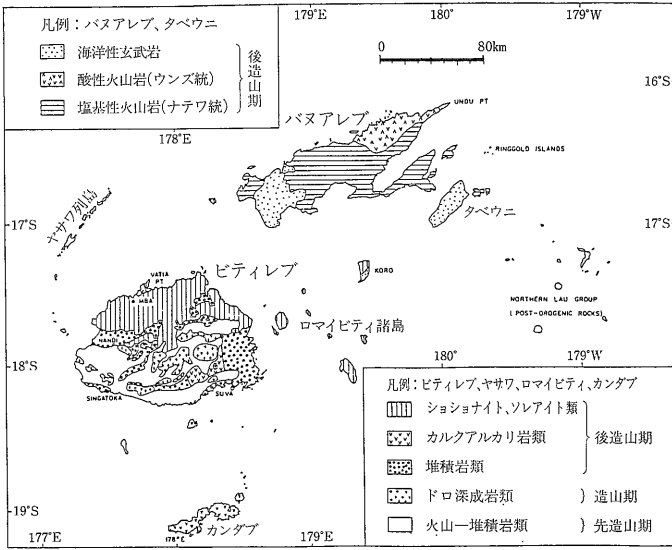 凡例：バヌアレブ、タベウニ
海洋性玄武岩
酸性火山岩(ウンズ統)
塩基性火山岩(ナテワ統)
後造山期
179°E
180°
179°W
0
80km
16°S
UNDU PT
バヌアレブ
178°E
RINGGOLD ISLANDS
ヤサワ列島
タベウニ
17°S
17°S
ビティレブ
VATIA
PT
MBA
KORO
NORTHERN LAU GROUP
(POST-OROGENIC ROCKS)
ロマイビティ諸島
NANDI
18°S
180°
179°W
SINGATOKA
SUVA
凡例：ビティレブ、ヤサワ、ロマイビティ、カンダブ
ショショナイト、ソレアイト類
カルクアルカリ岩類
後造山期
堆積岩類
ドロ深成岩類
造山期
火山―堆積岩類
先造山期
19°S
カンダブ
177°E
178°E
179°E